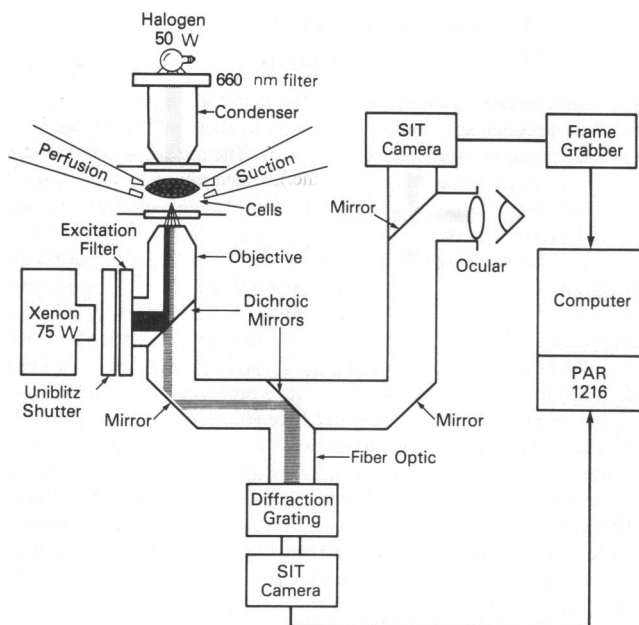 Halogen
50 W
660 nm filter
Condenser
Perfusion
Suction
Cells
Excitation
Filter
Objective
Xenon
75 W
Dichroic
Mirrors
Uniblitz
Shutter
Mirror
SIT
Camera
Frame
Grabber
Mirror
Ocular
Computer
PAR
1216
Mirror
Fiber Optic
Diffraction
Grating
SIT
Camera